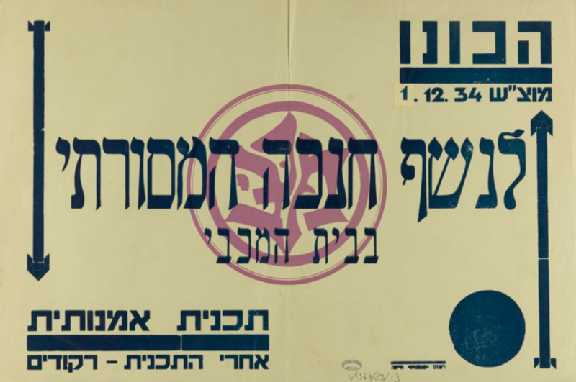 הכונו
מוצ"ש 1.12.34
לנשף חנכה המסורתי
בבית המכבי
תכנית אמנותית
אחרי התכנית - רקודים